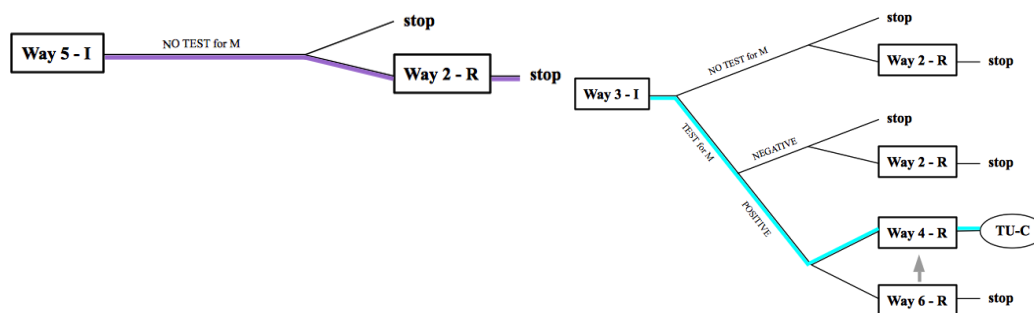 stop
Way 5 - I
NO TEST for M
Way 2 - R
stop
stop
NO TEST for M
Way 2 - R
stop
Way 3 - I
TEST for M
stop
NEGATIVE
Way 2 - R
stop
POSITIVE
Way 4 - R
TU-C
Way 6 - R
stop